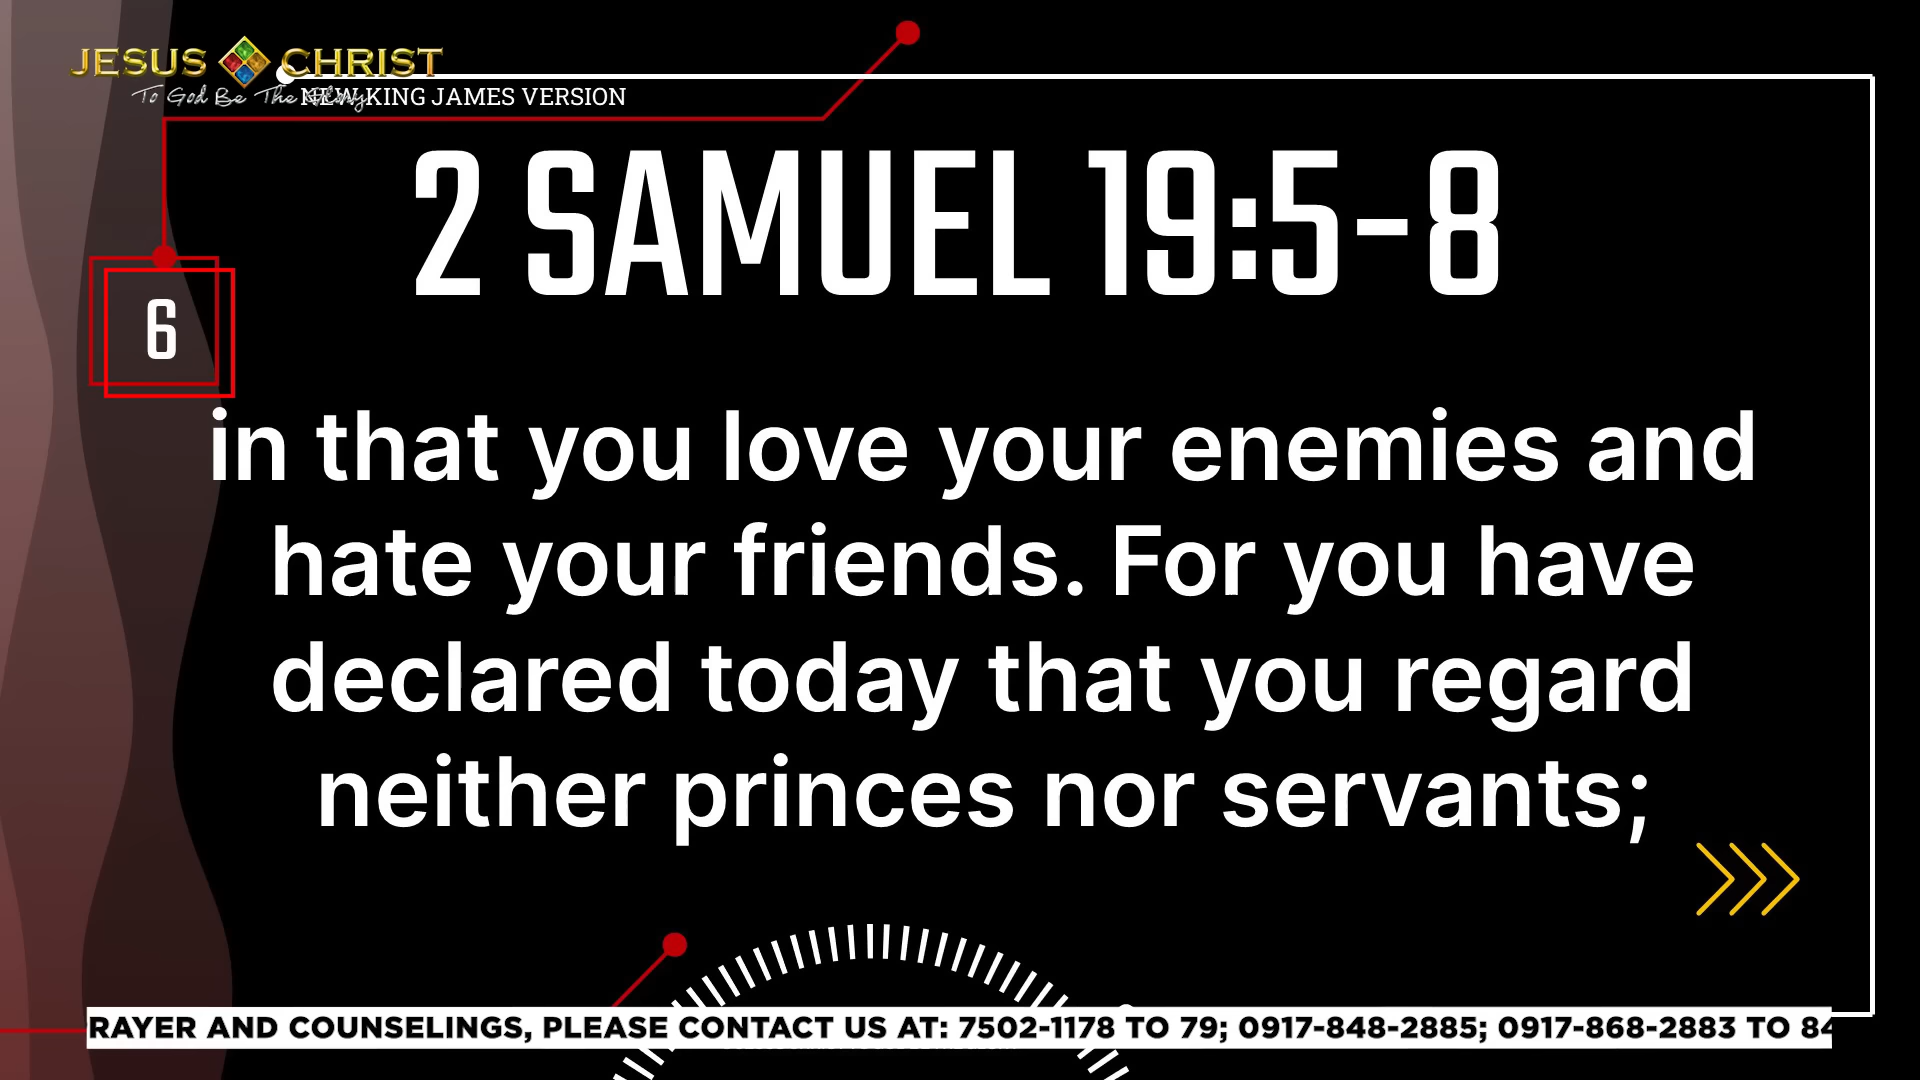 JESUS CHRIST
To God Be The Glory
NEW KING JAMES VERSION
2 SAMUEL 19:5-8
6
in that you love your enemies and
hate your friends. For you have
declared today that you regard
neither princes nor servants;
RAYER AND COUNSELINGS, PLEASE CONTACT US AT: 7502-1178 TO 79; 0917-848-2885; 0917-868-2883 TO 84